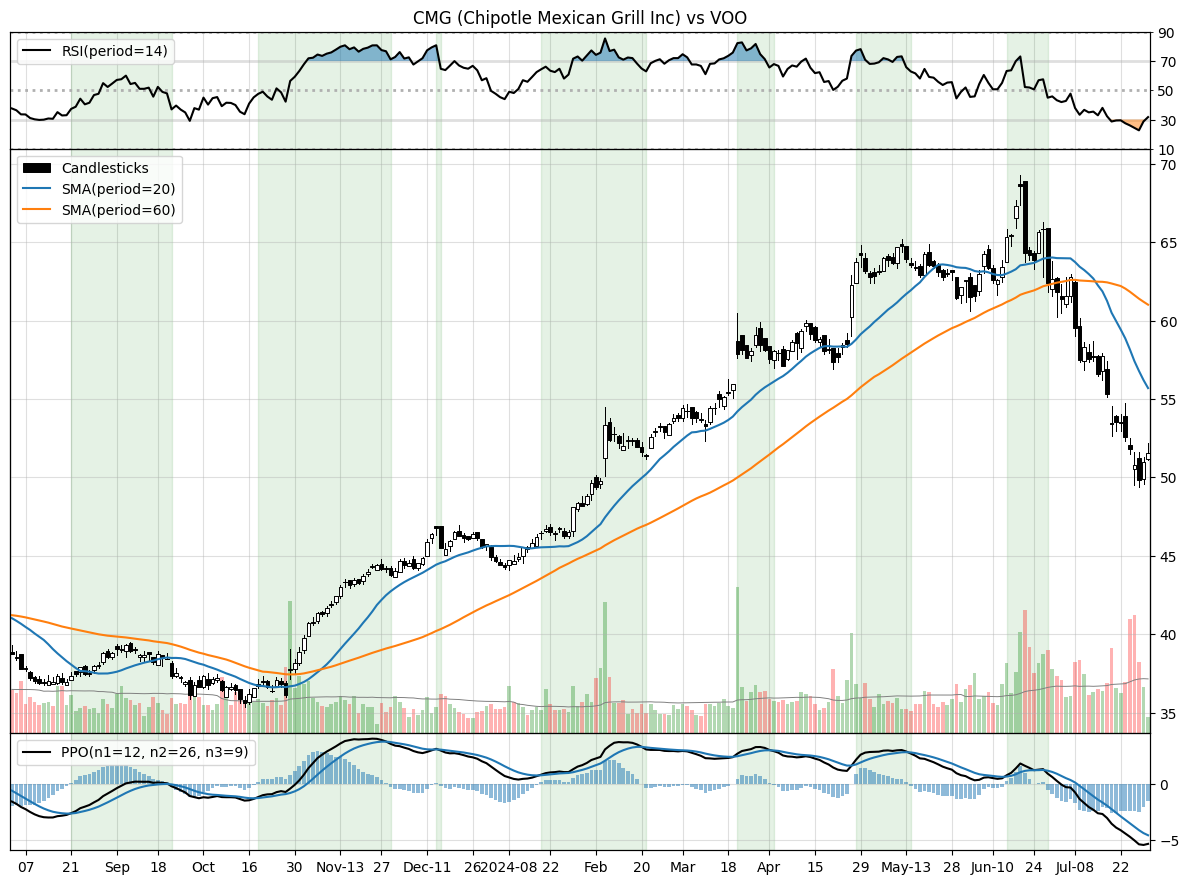 CMG (Chipotle Mexican Grill Inc) vs VOO
RSI(period=14)
90
70
50
30
10
Candlesticks
SMA(period=20)
SMA(period=60)
70
65
60
55
50
45
40
35
PPO(n1=12, n2=26, n3=9)
0
−5
07 21 Sep 18 Oct 16 30 Nov-13 27 Dec-11 26 2024-08 22 Feb 20 Mar 18 Apr 15 29 May-13 28 Jun-10 24 Jul-08 22